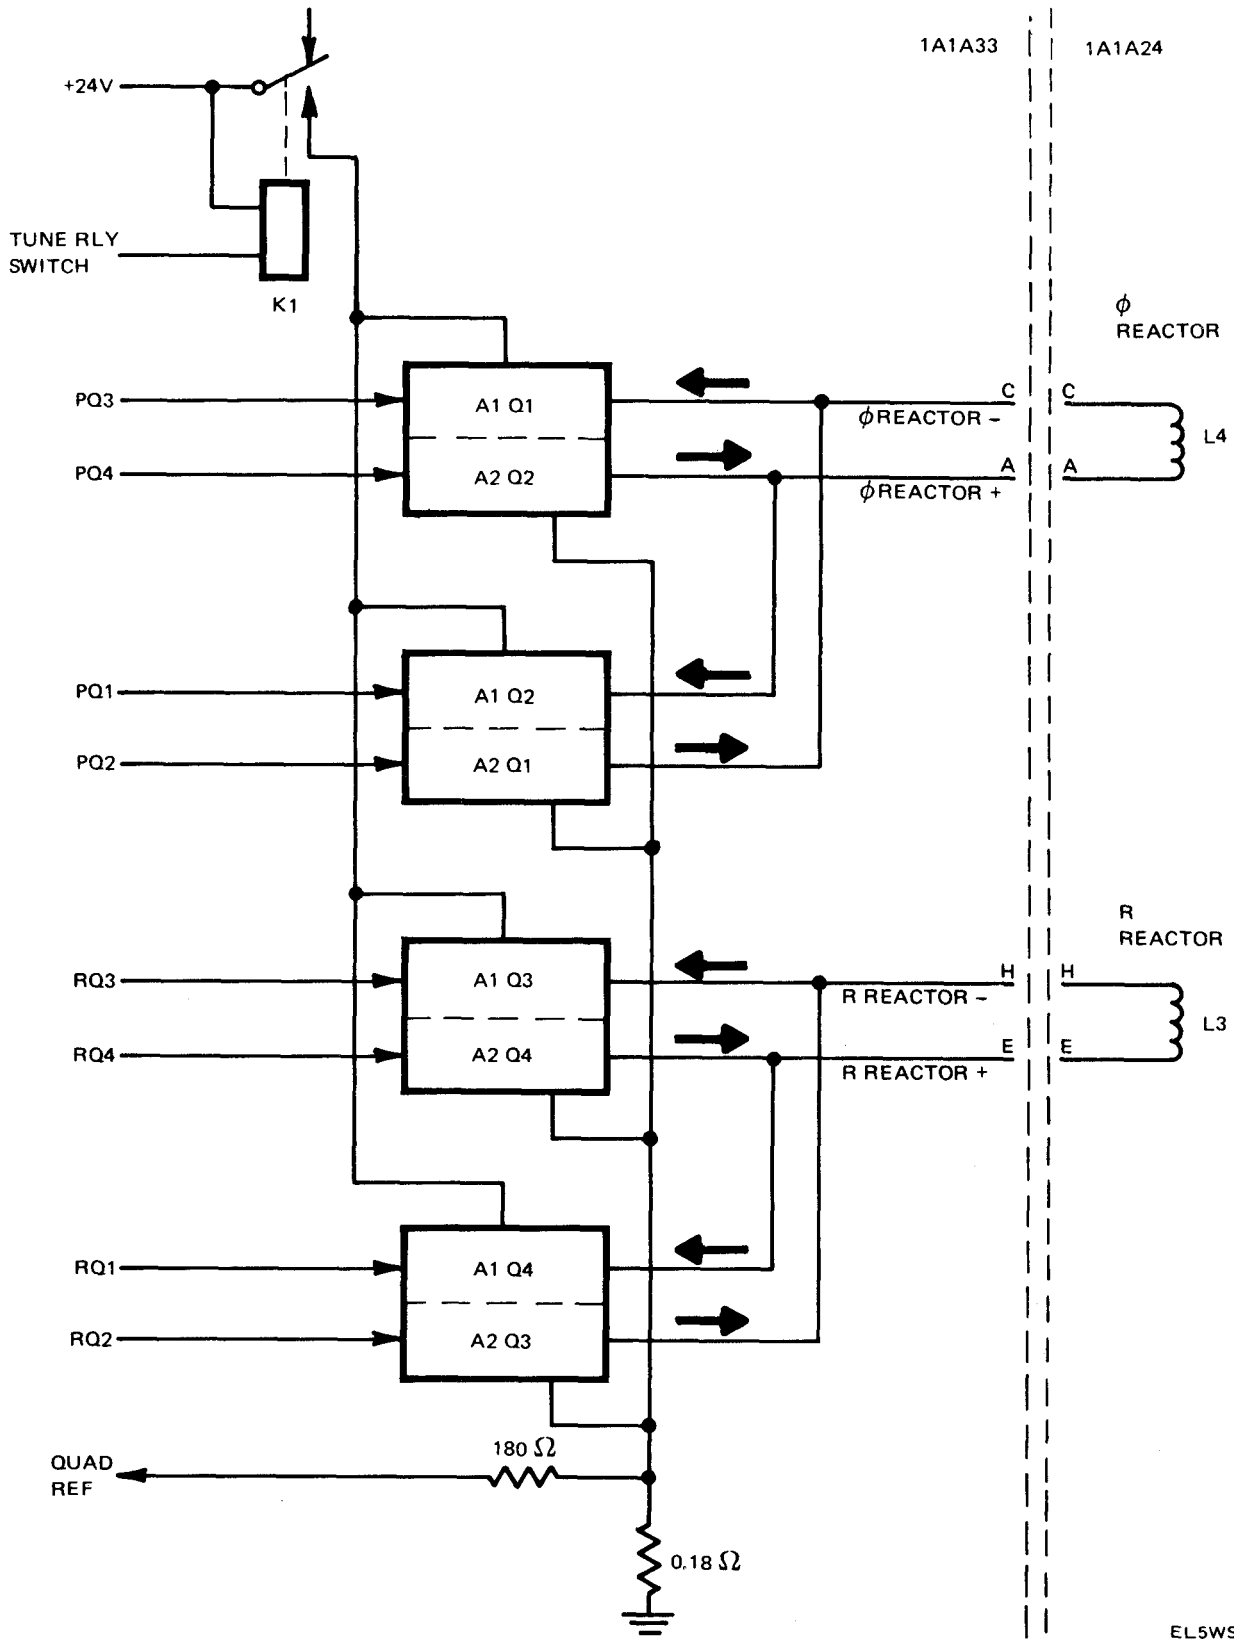 1A1A33
1A1A24
+24V
TUNE RLY
SWITCH
K1
ϕ
REACTOR
PQ3
A1 Q1
C
C
ϕREACTOR –
L4
PQ4
A2 Q2
A
A
ϕREACTOR +
PQ1
A1 Q2
PQ2
A2 Q1
R
REACTOR
RQ3
A1 Q3
H
H
R REACTOR –
L3
RQ4
A2 Q4
E
E
R REACTOR +
RQ1
A1 Q4
RQ2
A2 Q3
180 Ω
QUAD
REF
0.18 Ω
EL5WS